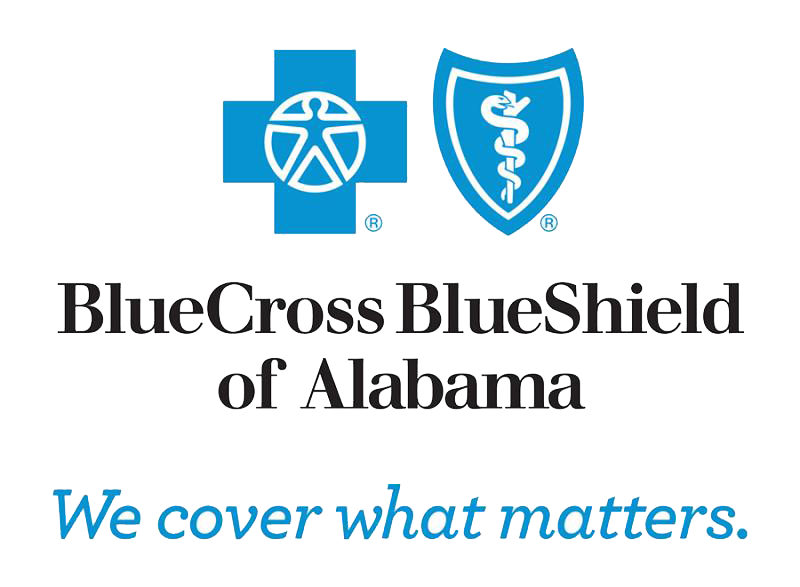 ® ®
BlueCross BlueShield
of Alabama
We cover what matters.